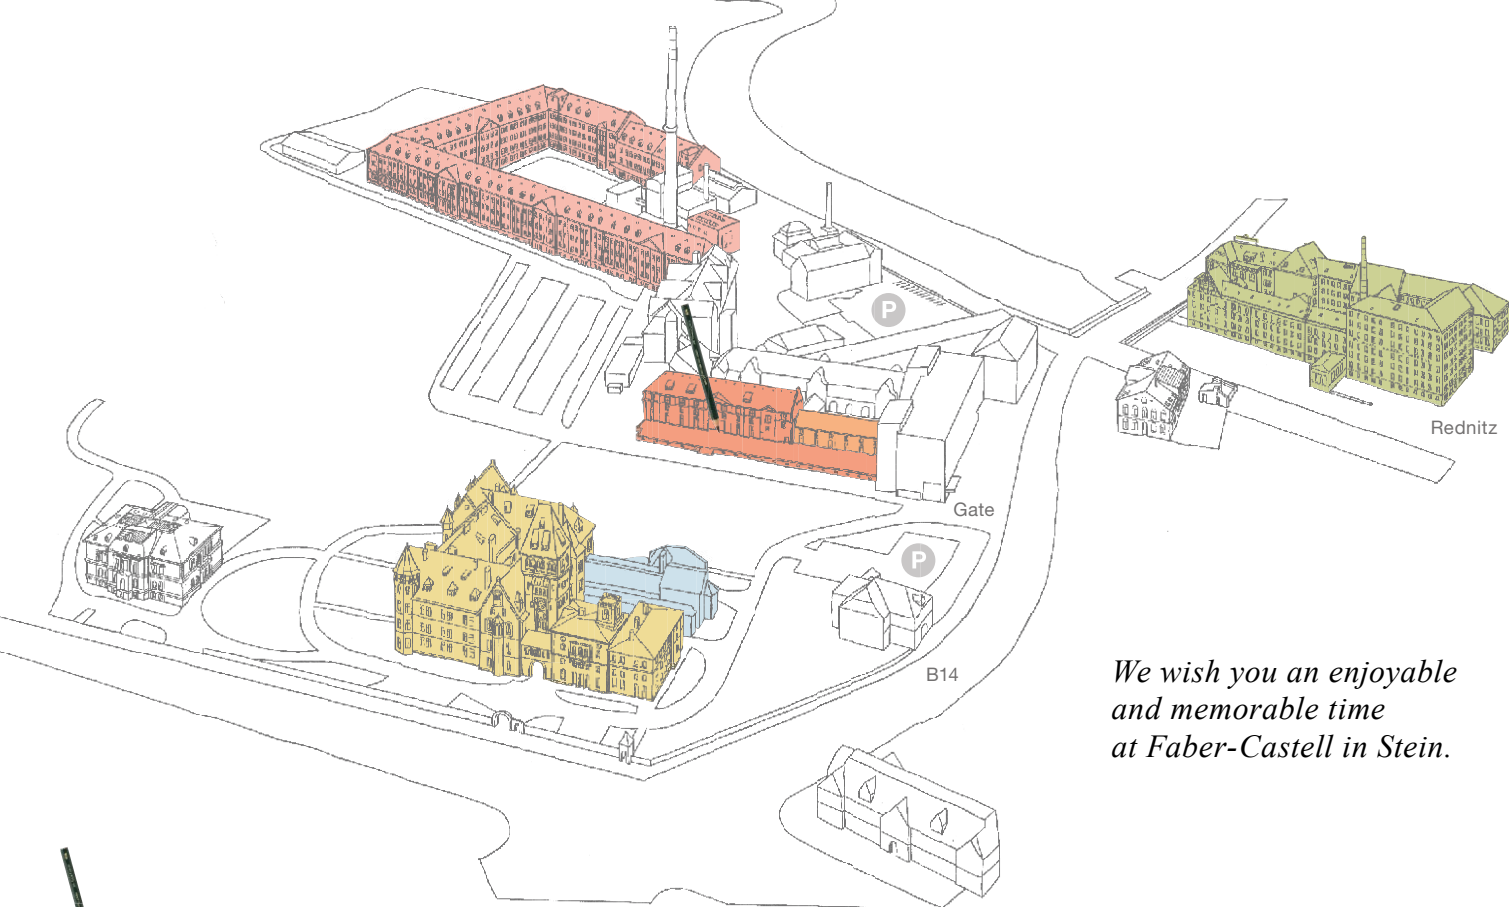 P
Rednitz
Gate
P
B14
We wish you an enjoyable
and memorable time
at Faber-Castell in Stein.